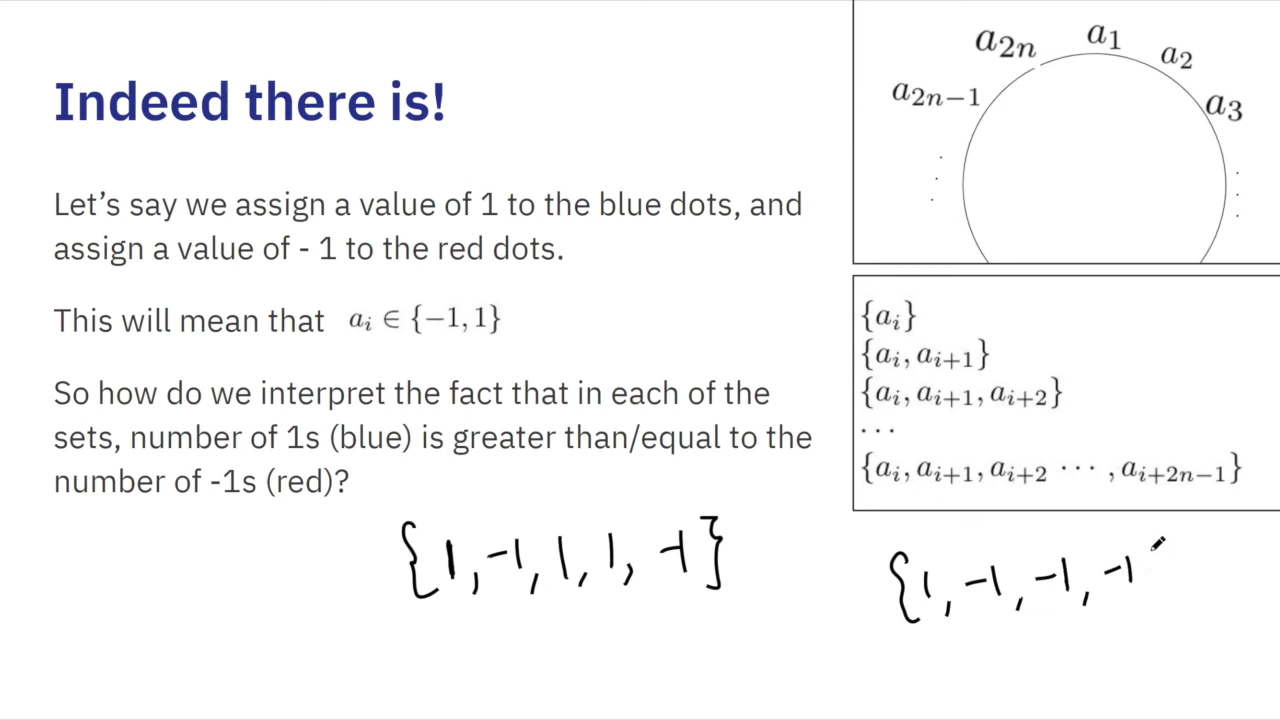 Indeed there is!
Let's say we assign a value of 1 to the blue dots, and
assign a value of - 1 to the red dots.
This will mean that a_i ∈ {−1, 1}
So how do we interpret the fact that in each of the
sets, number of 1s (blue) is greater than/equal to the
number of -1s (red)?
{1, -1, 1, 1, -1}
a_{2n} a_1 a_2
a_{2n−1} a_3
{a_i}
{a_i, a_{i+1}}
{a_i, a_{i+1}, a_{i+2}}
...
{a_i, a_{i+1}, a_{i+2} ⋯ , a_{i+2n−1}}
{1, -1, -1, -1